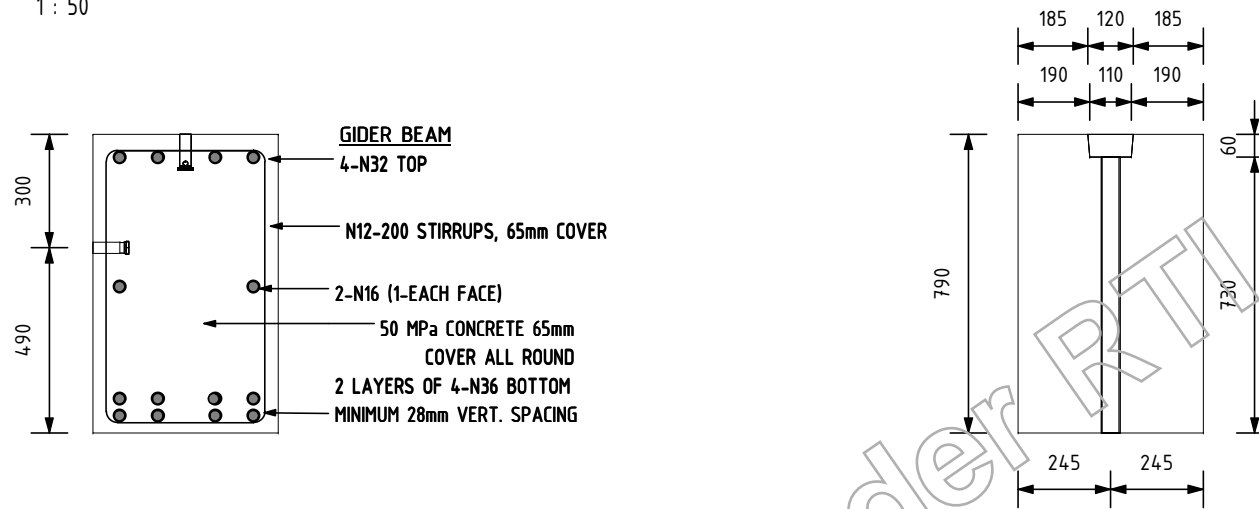 1 : 50
185 120 185
190 110 190
GIDER BEAM
4-N32 TOP
300
60
N12-200 STIRRUPS, 65mm COVER
2-N16 (1-EACH FACE)
790
730
490
50 MPa CONCRETE 65mm
COVER ALL ROUND
2 LAYERS OF 4-N36 BOTTOM
MINIMUM 28mm VERT. SPACING
245 245
der RTI